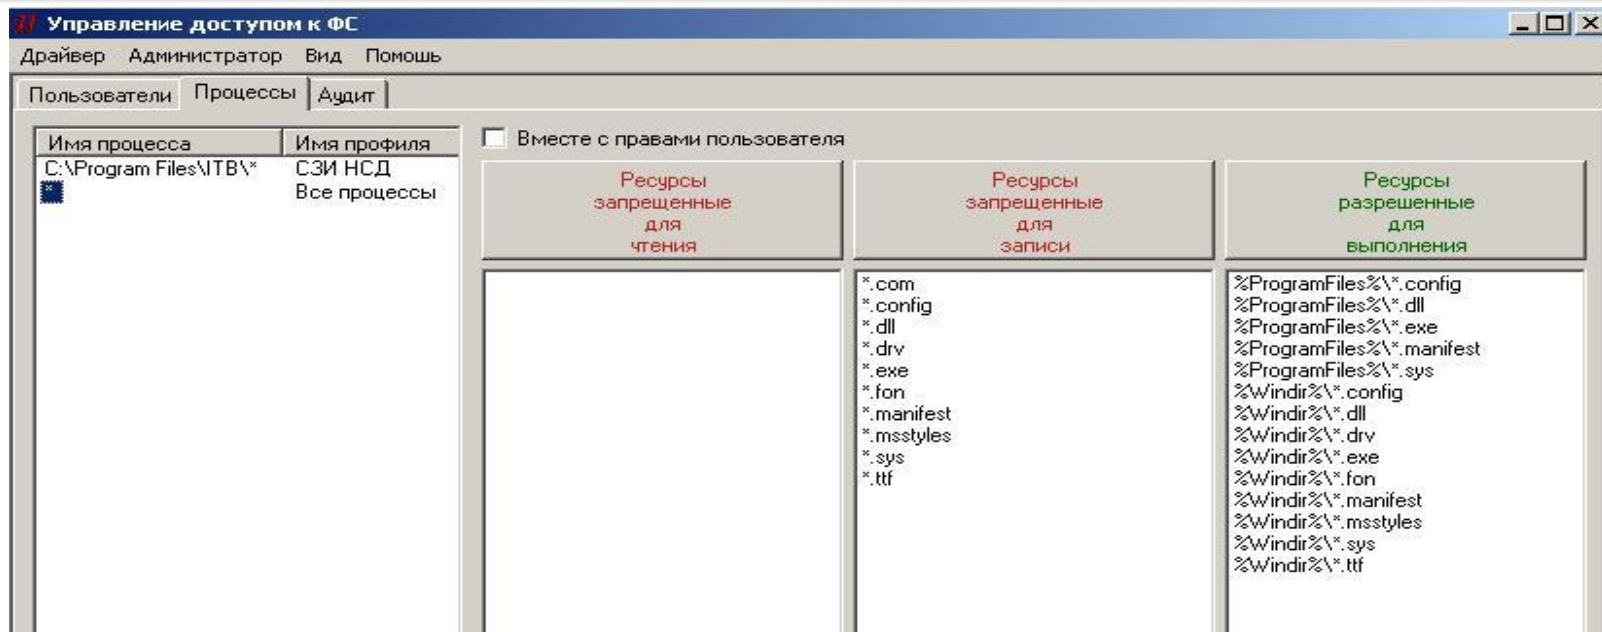 Управление доступом к ФС
Драйвер Администратор Вид Помошь
Пользователи Процессы Аудит
Имя процесса Имя профиля
C:\Program Files\ITB\* СЗИ НСД
* Все процессы
Вместе с правами пользователя
Ресурсы
запрещенные
для
чтения
Ресурсы
запрещенные
для
записи
Ресурсы
разрешенные
для
выполнения
*.com
*.config
*.dll
*.drv
*.exe
*.fon
*.manifest
*.msstyles
*.sys
*.ttf
%ProgramFiles%\*.config
%ProgramFiles%\*.dll
%ProgramFiles%\*.exe
%ProgramFiles%\*.manifest
%ProgramFiles%\*.sys
%Windir%\*.config
%Windir%\*.dll
%Windir%\*.drv
%Windir%\*.exe
%Windir%\*.fon
%Windir%\*.manifest
%Windir%\*.msstyles
%Windir%\*.sys
%Windir%\*.ttf